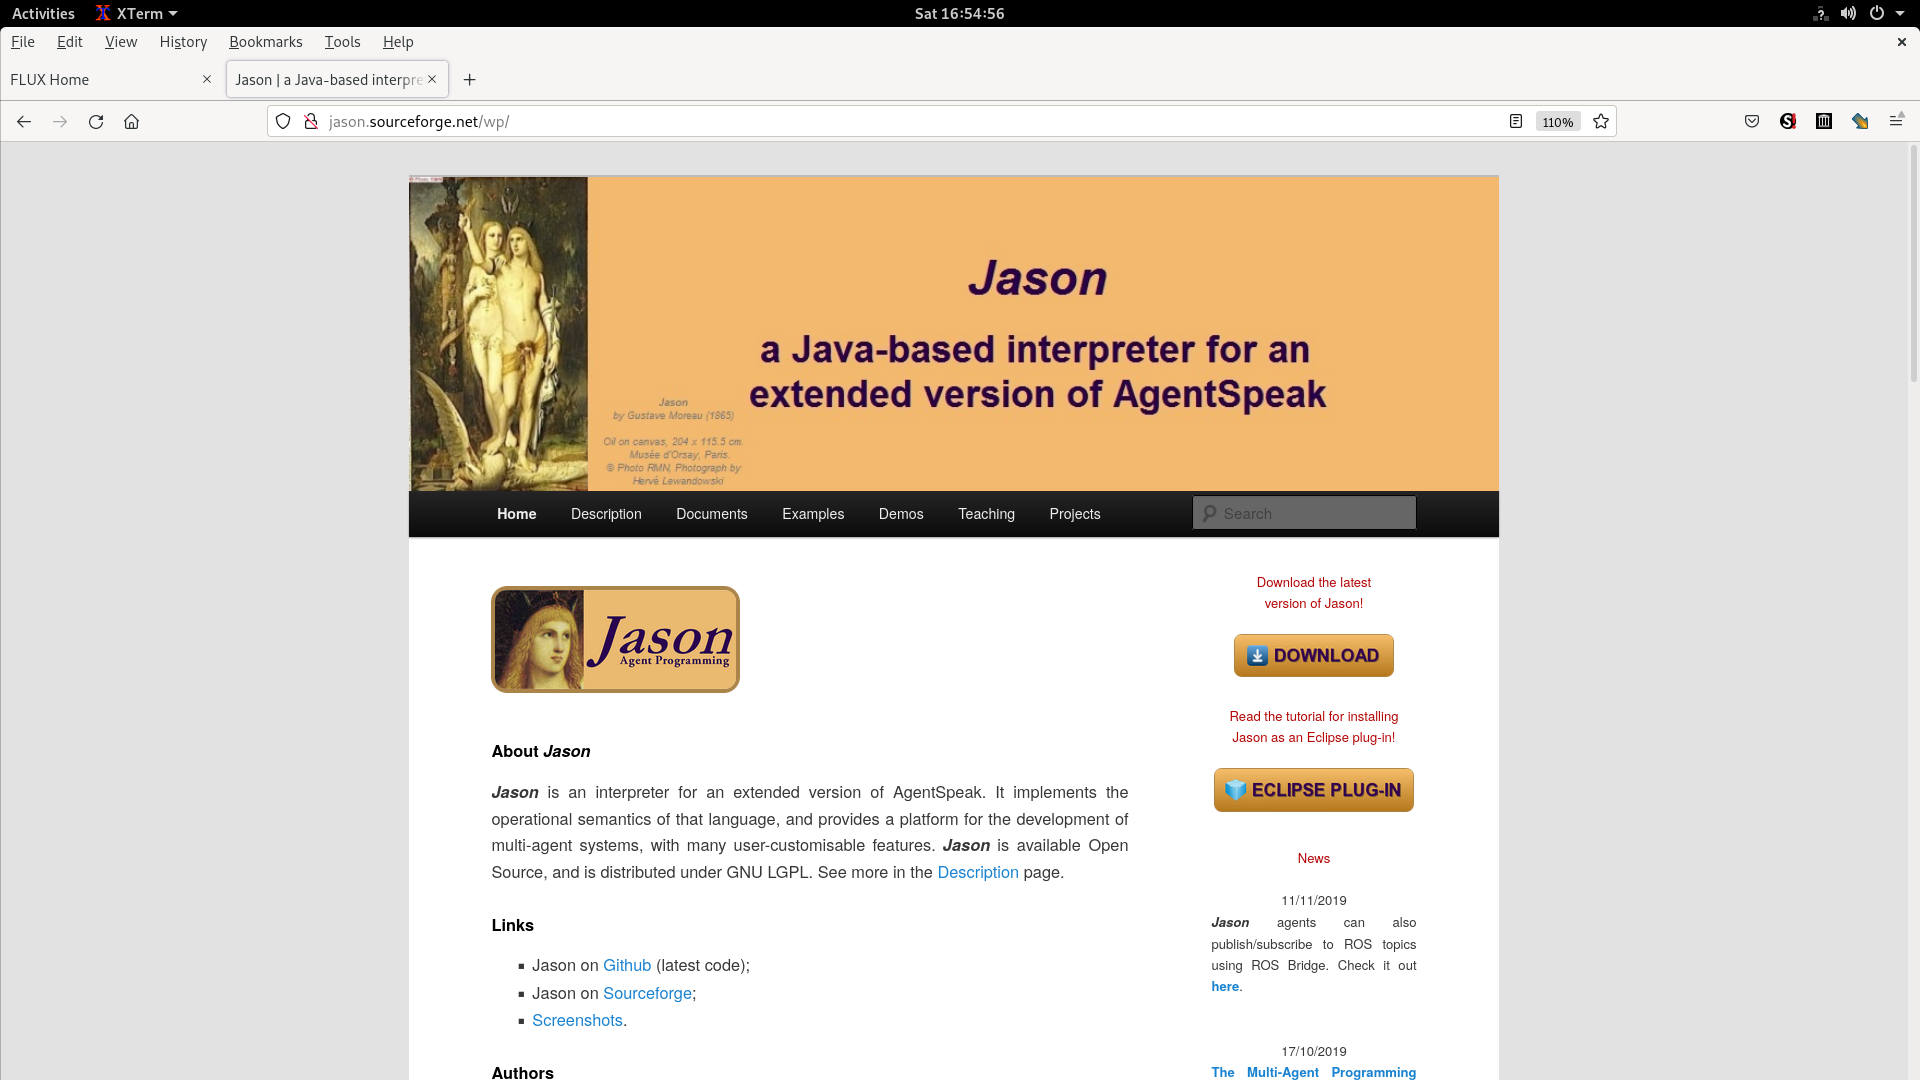 Activities XTerm Sat 16:54:56
File Edit View History Bookmarks Tools Help
FLUX Home Jason | a Java-based interpre
jason.sourceforge.net/wp/ 110%
Jason
a Java-based interpreter for an
extended version of AgentSpeak
Jason
by Gustave Moreau (1865)
Oil on canvas, 204 x 115.5 cm.
Musée d'Orsay, Paris.
© Photo RMN, Photograph by
Hervé Lewandowski
Home Description Documents Examples Demos Teaching Projects Search
Jason
Agent Programming
About Jason
Jason is an interpreter for an extended version of AgentSpeak. It implements the
operational semantics of that language, and provides a platform for the development of
multi-agent systems, with many user-customisable features. Jason is available Open
Source, and is distributed under GNU LGPL. See more in the Description page.
Links
Jason on Github (latest code);
Jason on Sourceforge;
Screenshots.
Authors
Download the latest
version of Jason!
DOWNLOAD
Read the tutorial for installing
Jason as an Eclipse plug-in!
ECLIPSE PLUG-IN
News
11/11/2019
Jason agents can also
publish/subscribe to ROS topics
using ROS Bridge. Check it out
here.
17/10/2019
The Multi-Agent Programming